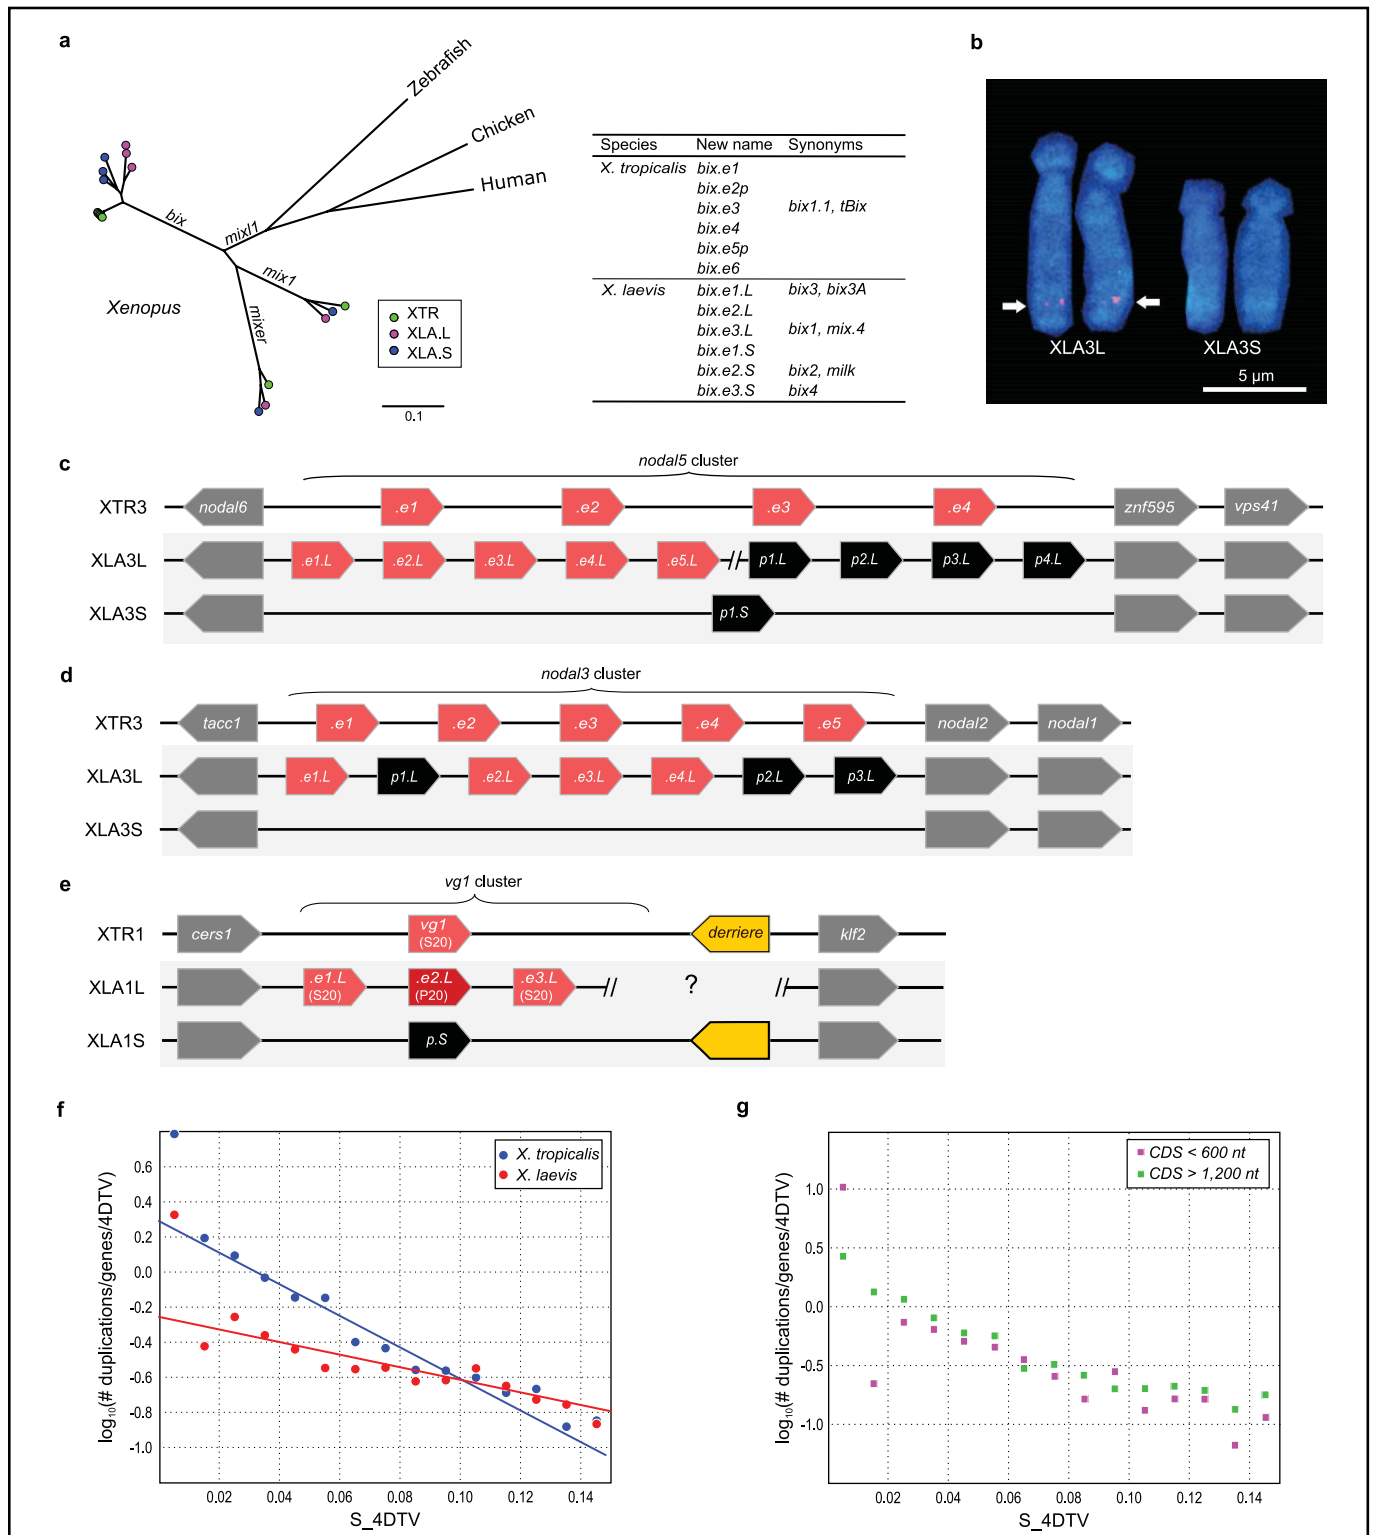 a
Zebrafish
Chicken
Human
bix
mixl1
mix1
mixer
Xenopus
XTR
XLA.L
XLA.S
0.1
Species New name Synonyms
X. tropicalis bix.e1
bix.e2p
bix.e3 bix1.1, tBix
bix.e4
bix.e5p
bix.e6
X. laevis bix.e1.L bix3, bix3A
bix.e2.L
bix.e3.L bix1, mix.4
bix.e1.S
bix.e2.S bix2, milk
bix.e3.S bix4
b
XLA3L XLA3S
5 µm
c
nodal5 cluster
XTR3 nodal6 .e1 .e2 .e3 .e4 znf595 vps41
XLA3L .e1.L .e2.L .e3.L .e4.L .e5.L // p1.L p2.L p3.L p4.L
XLA3S p1.S
d
nodal3 cluster
XTR3 tacc1 .e1 .e2 .e3 .e4 .e5 nodal2 nodal1
XLA3L .e1.L p1.L .e2.L .e3.L .e4.L p2.L p3.L
XLA3S
e
vg1 cluster
XTR1 cers1 vg1 (S20) derriere klf2
XLA1L .e1.L (S20) .e2.L (P20) .e3.L (S20) // ? //
XLA1S p.S
f
X. tropicalis
X. laevis
log₁₀(# duplications/genes/4DTV)
0.6
0.4
0.2
0.0
-0.2
-0.4
-0.6
-0.8
-1.0
0.02 0.04 0.06 0.08 0.10 0.12 0.14
S_4DTV
g
CDS < 600 nt
CDS > 1,200 nt
log₁₀(# duplications/genes/4DTV)
1.0
0.5
0.0
-0.5
-1.0
0.02 0.04 0.06 0.08 0.10 0.12 0.14
S_4DTV